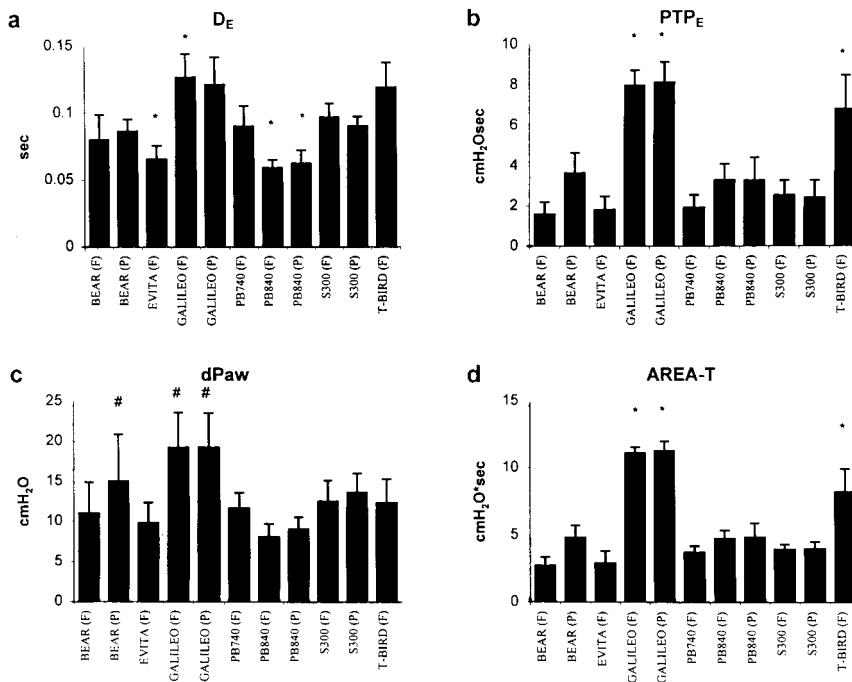 a
D_E
sec
0.15
0.1
0.05
0
*
*
*
*
BEAR (F)
BEAR (P)
EVITA (F)
GALILEO (F)
GALILEO (P)
PB740 (F)
PB840 (F)
PB840 (P)
S300 (F)
S300 (P)
T-BIRD (F)
b
PTP_E
cmH₂Osec
10
8
6
4
2
0
*
*
*
BEAR (F)
BEAR (P)
EVITA (F)
GALILEO (F)
GALILEO (P)
PB740 (F)
PB840 (F)
PB840 (P)
S300 (F)
S300 (P)
T-BIRD (F)
c
dPaw
cmH₂O
25
20
15
10
5
0
#
#
#
BEAR (F)
BEAR (P)
EVITA (F)
GALILEO (F)
GALILEO (P)
PB740 (F)
PB840 (F)
PB840 (P)
S300 (F)
S300 (P)
T-BIRD (F)
d
AREA-T
cmH₂O*sec
15
10
5
0
*
*
*
BEAR (F)
BEAR (P)
EVITA (F)
GALILEO (F)
GALILEO (P)
PB740 (F)
PB840 (F)
PB840 (P)
S300 (F)
S300 (P)
T-BIRD (F)